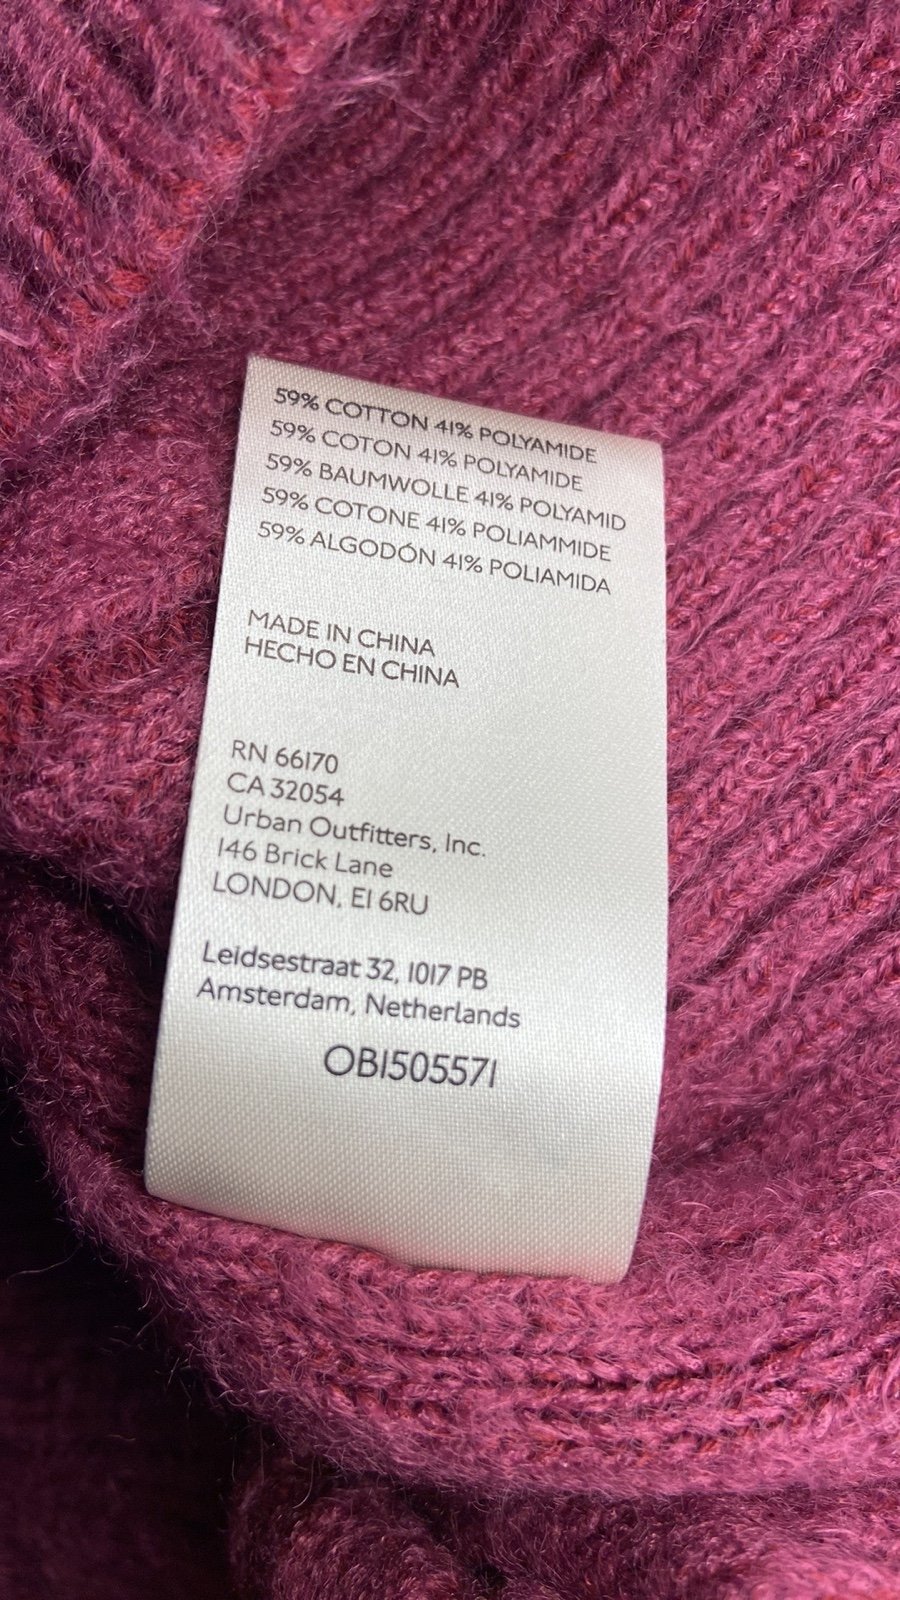 59% COTTON 41% POLYAMIDE
59% COTON 41% POLYAMIDE
59% BAUMWOLLE 41% POLYAMID
59% COTONE 41% POLIAMMIDE
59% ALGODÓN 41% POLIAMIDA
MADE IN CHINA
HECHO EN CHINA
RN 66170
CA 32054
Urban Outfitters, Inc.
146 Brick Lane
LONDON, E1 6RU
Leidsestraat 32, 1017 PB
Amsterdam, Netherlands
OB1505571